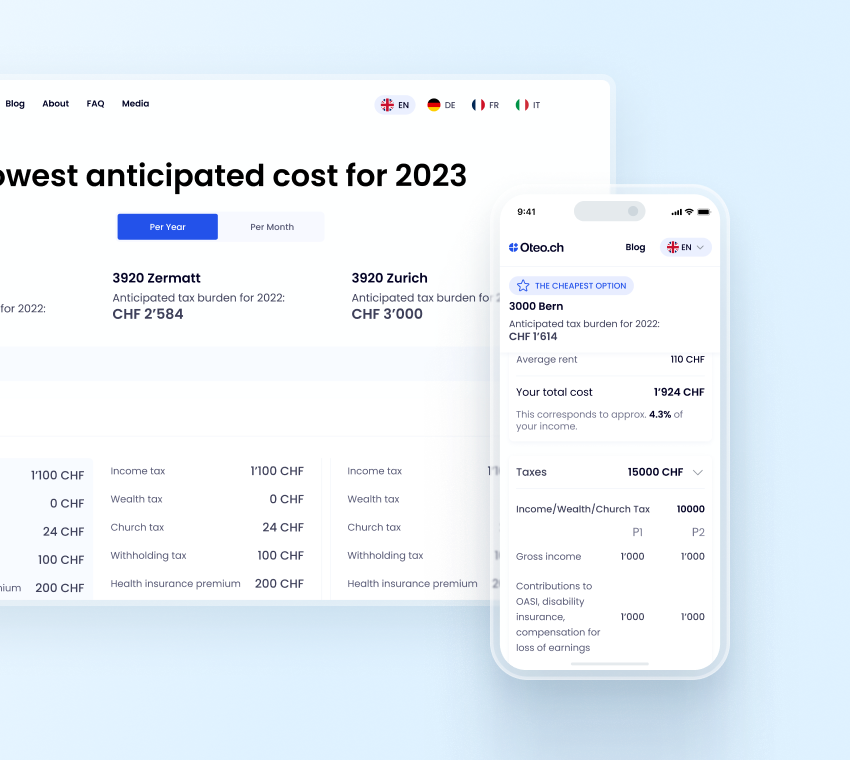 Blog About FAQ Media
EN DE FR IT
anticipated cost for 2023
Per Year Per Month
for 2022:
3920 Zermatt
Anticipated tax burden for 2022:
CHF 2’584
3920 Zurich
Anticipated tax burden for
CHF 3’000
1’100 CHF
0 CHF
24 CHF
100 CHF
200 CHF
Income tax 1’100 CHF
Wealth tax 0 CHF
Church tax 24 CHF
Withholding tax 100 CHF
Health insurance premium 200 CHF
Income tax
Wealth tax
Church tax
Withholding tax
Health insurance premium
9:41
Oteo.ch Blog EN
THE CHEAPEST OPTION
3000 Bern
Anticipated tax burden for 2022:
CHF 1’614
Average rent 110 CHF
Your total cost 1’924 CHF
This corresponds to approx. 4.3% of
your income.
Taxes 15000 CHF
Income/Wealth/Church Tax 10000
P1 P2
Gross income 1’000 1’000
Contributions to
OASI, disability
insurance, 1’000 1’000
compensation for
loss of earnings